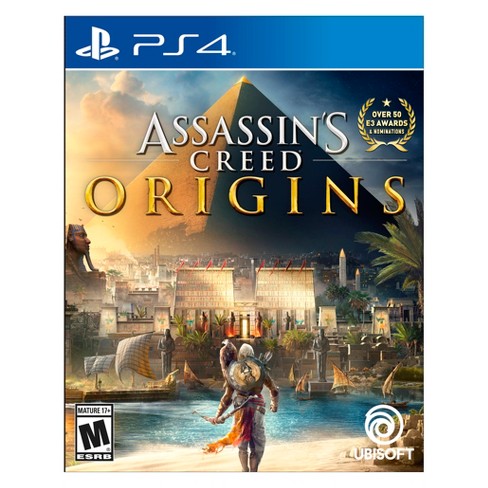 PS4
OVER 50
E3 AWARDS
& NOMINATIONS
ASSASSIN'S
CREED
ORIGINS
MATURE 17+
M
ESRB
UBISOFT